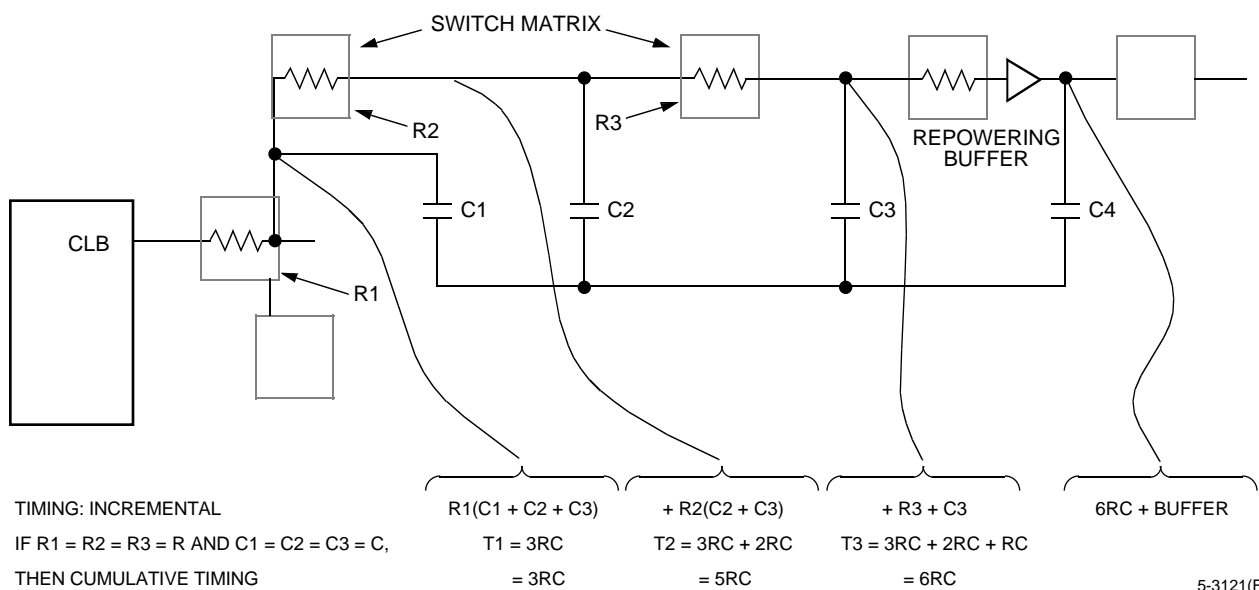 SWITCH MATRIX
R2
R3
REPOWERING
BUFFER
CLB
C1
C2
C3
C4
R1
TIMING: INCREMENTAL
R1(C1 + C2 + C3)
+ R2(C2 + C3)
+ R3 + C3
6RC + BUFFER
IF R1 = R2 = R3 = R AND C1 = C2 = C3 = C,
T1 = 3RC
T2 = 3RC + 2RC
T3 = 3RC + 2RC + RC
THEN CUMULATIVE TIMING
= 3RC
= 5RC
= 6RC
5-3121(F